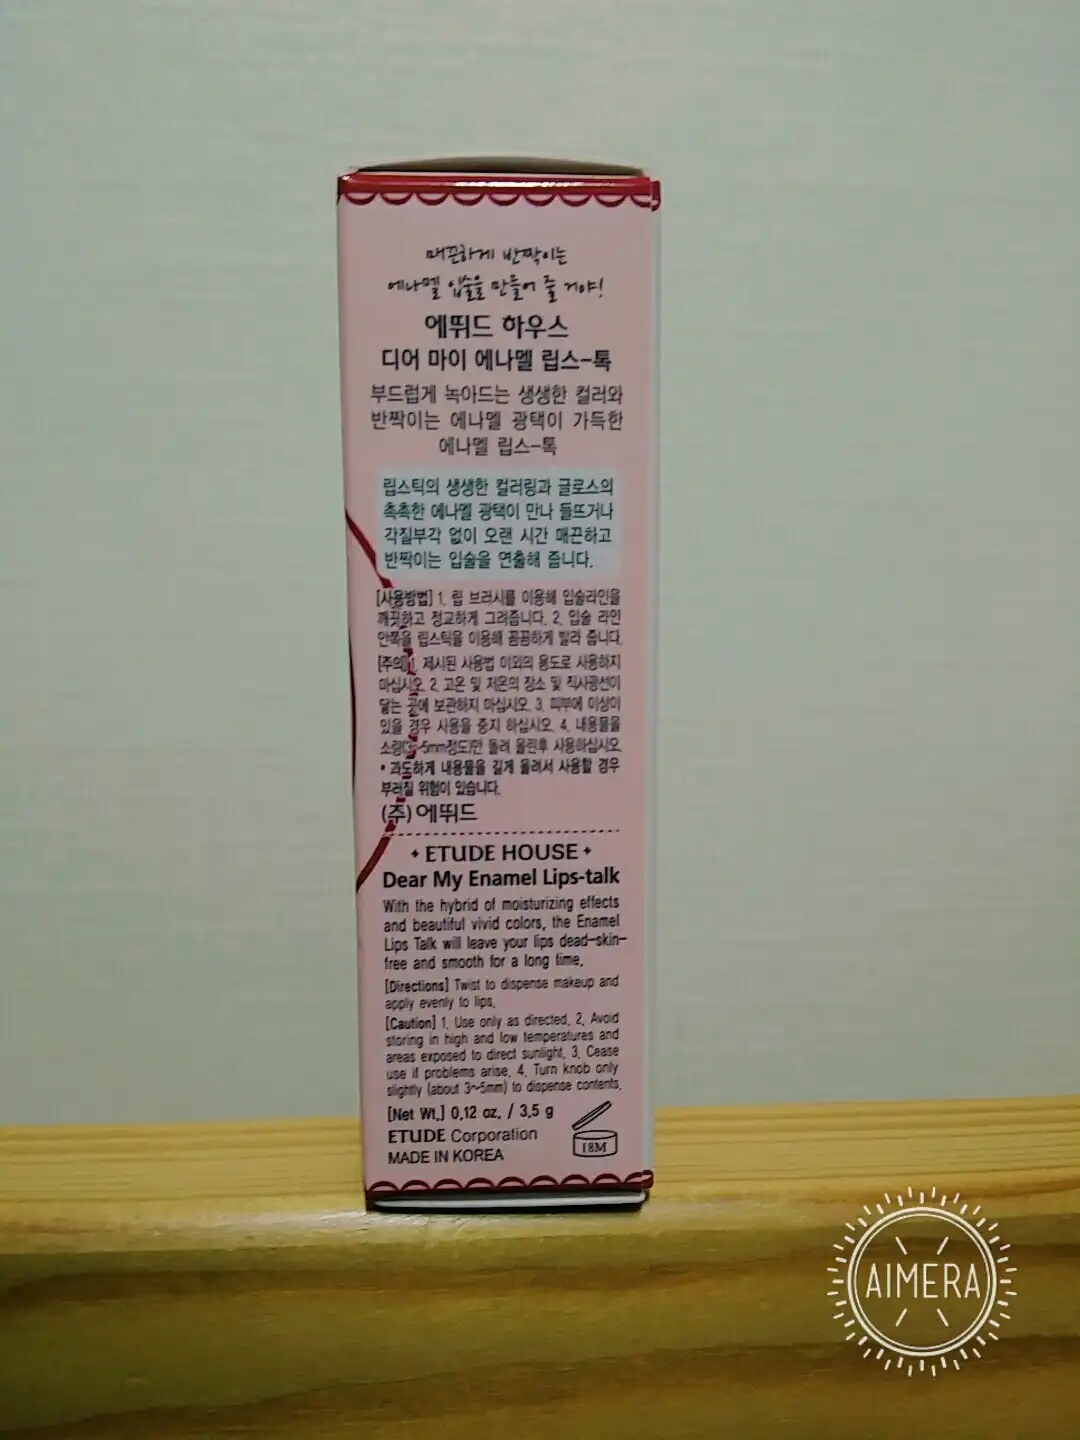 매끈하게 반짝이는
에나멜 입술을 만들어 줄 거야!
에뛰드 하우스
디어 마이 에나멜 립스-톡
부드럽게 녹아드는 생생한 컬러와
반짝이는 에나멜 광택이 가득한
에나멜 립스-톡
립스틱의 생생한 컬러링과 글로스의
촉촉한 에나멜 광택이 만나 들뜨거나
각질부각 없이 오랜 시간 매끈하고
반짝이는 입술을 연출해 줍니다.
[사용방법] 1. 립 브러시를 이용해 입술라인을
깨끗하고 정교하게 그려줍니다. 2. 입술 라인
안쪽을 립스틱을 이용해 꼼꼼하게 발라 줍니다.
[주의] 1. 제시된 사용법 이외의 용도로 사용하지
마십시오. 2. 고온 및 저온의 장소 및 직사광선이
닿는 곳에 보관하지 마십시오. 3. 피부에 이상이
있을 경우 사용을 중지 하십시오. 4. 내용물을
소량(3~5mm정도)만 돌려 올린후 사용하십시오.
* 과도하게 내용물을 길게 올려서 사용할 경우
부러질 위험이 있습니다.
(주) 에뛰드
ETUDE HOUSE
Dear My Enamel Lips-talk
With the hybrid of moisturizing effects
and beautiful vivid colors, the Enamel
Lips Talk will leave your lips dead-skin-
free and smooth for a long time.
[Directions] Twist to dispense makeup and
apply evenly to lips.
[Caution] 1. Use only as directed. 2. Avoid
storing in high and low temperatures and
areas exposed to direct sunlight. 3. Cease
use if problems arise. 4. Turn knob only
slightly (about 3~5mm) to dispense contents.
[Net Wt.] 0.12 oz. / 3.5 g
ETUDE Corporation
18M
MADE IN KOREA
AIMERA